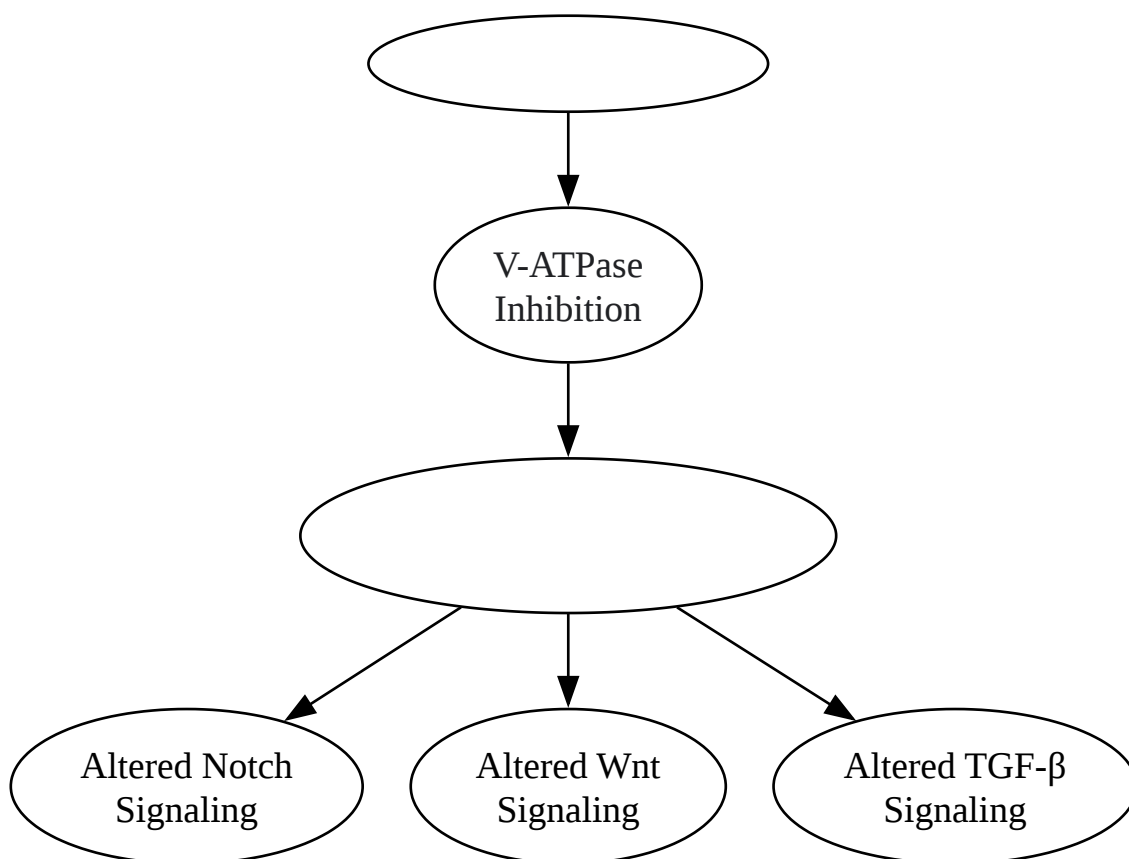 V-ATPase
Inhibition
Altered Notch
Signaling
Altered Wnt
Signaling
Altered TGF-β
Signaling